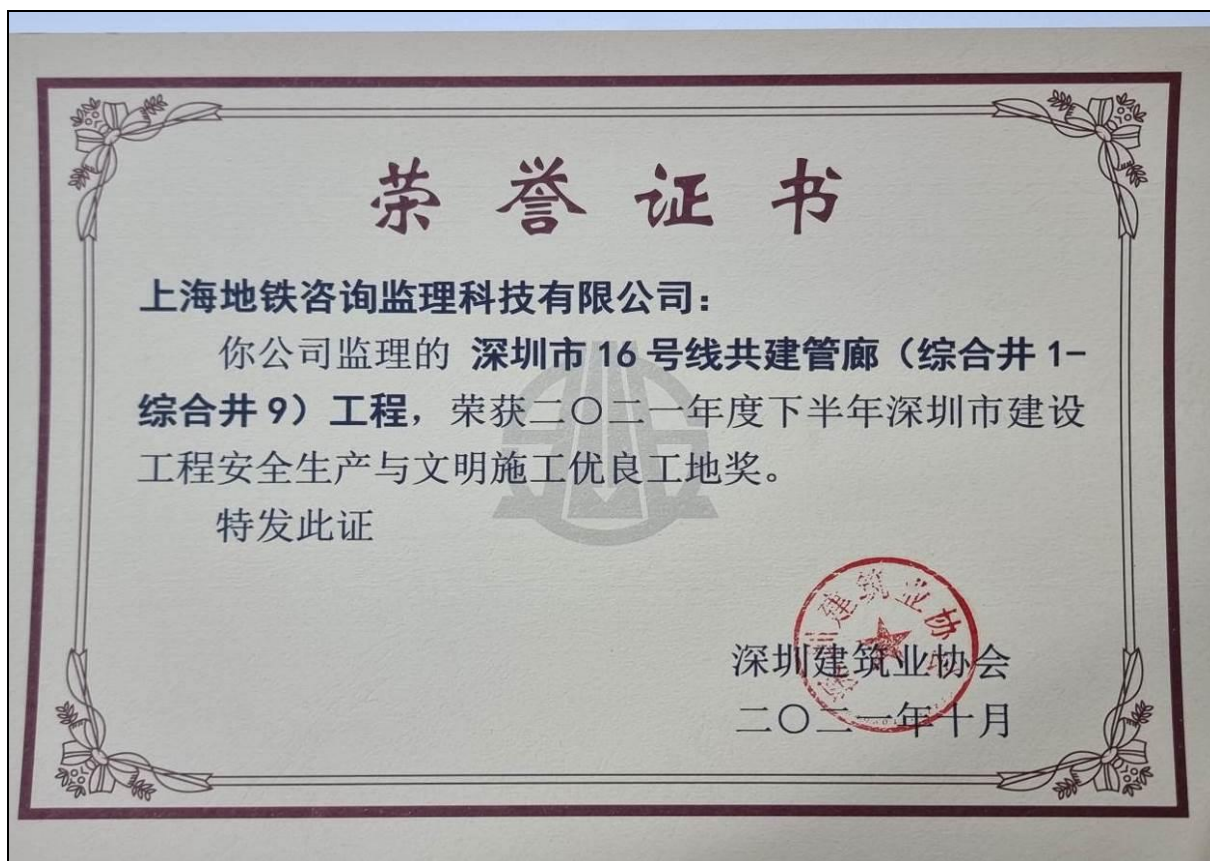 荣誉证书
上海地铁咨询监理科技有限公司：
你公司监理的 深圳市 16 号线共建管廊（综合井 1-
综合井 9）工程，荣获二〇二一年度下半年深圳市建设
工程安全生产与文明施工优良工地奖。
特发此证
深圳建筑业协会
二〇二一年十月